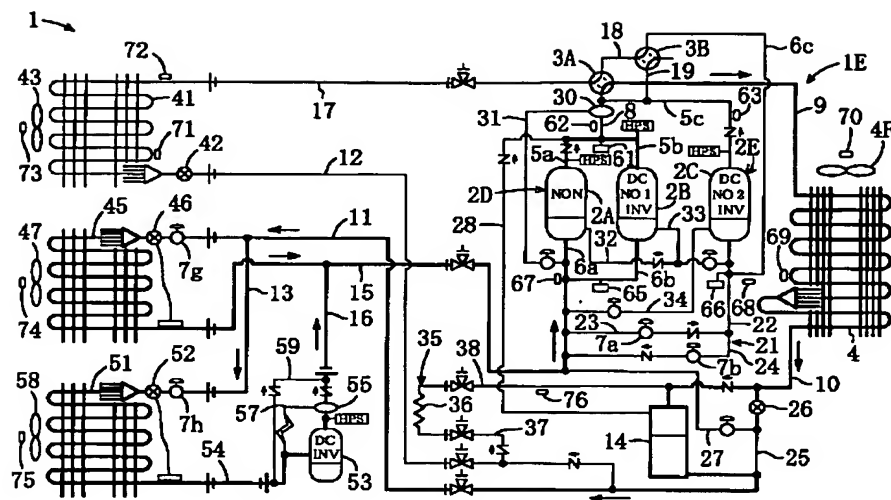 1
72
18
3A
3B
6c
1E
43
17
19
41
30
8
31
62
HPS
5c
63
9
70
4F
71
42
12
61
5b
5a
HPS
HPS
2C
2E
73
2D
NON
DC
NO 1
INV
2B
DC
NO 2
INV
47
45
46
11
28
2A
33
32
7g
6a
6b
69
13
15
67
65
34
66
68
74
16
23
7a
22
21
24
4
51
52
59
35
38
7b
10
58
7h
57
56
HPS
36
76
26
75
54
DC
INV
53
37
14
27
25